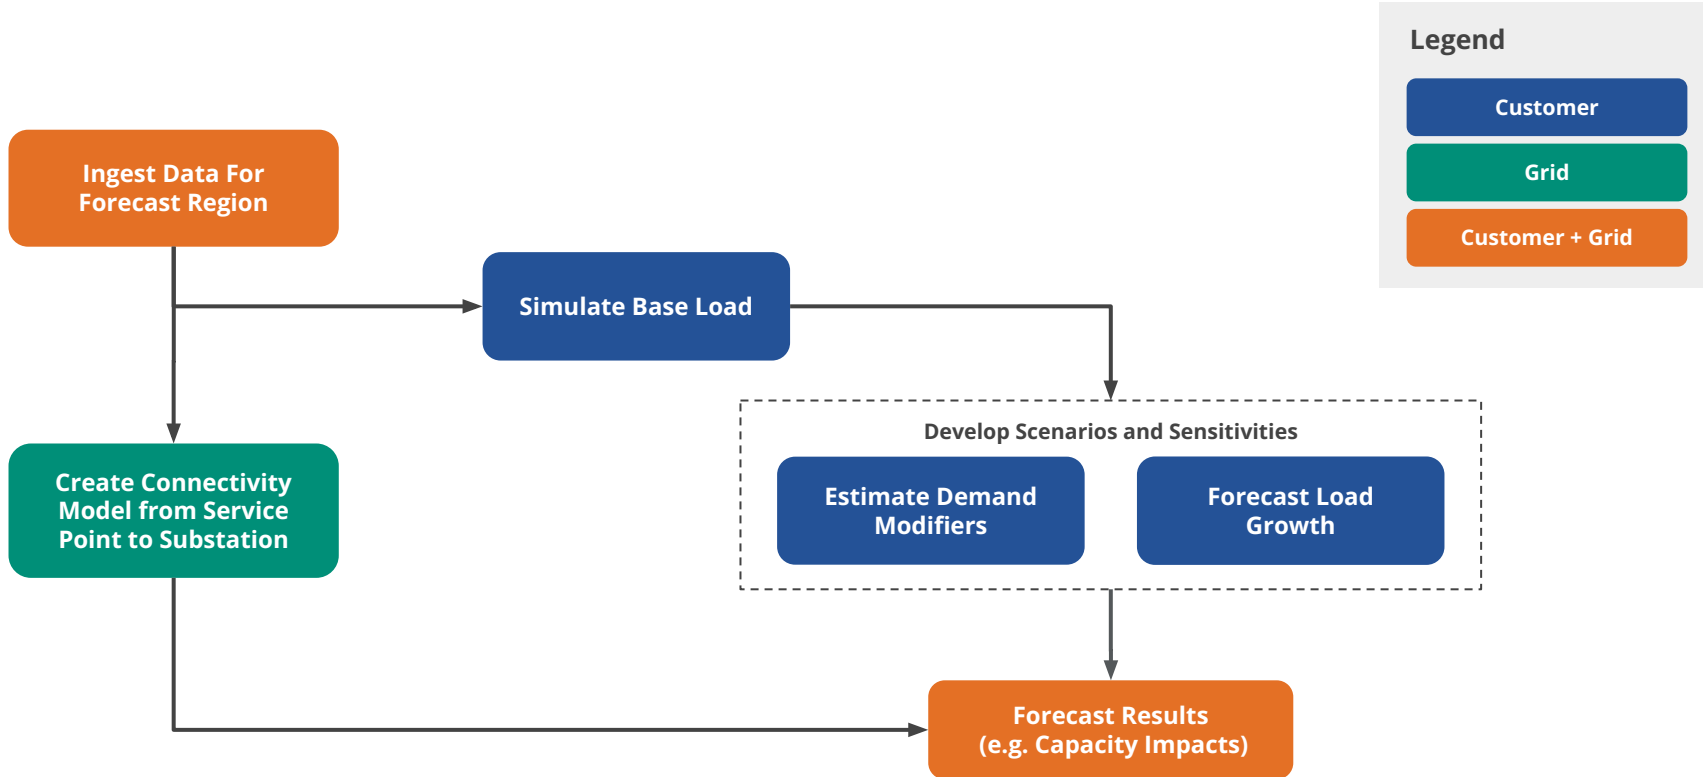 Legend
Customer
Grid
Customer + Grid
Ingest Data For
Forecast Region
Simulate Base Load
Develop Scenarios and Sensitivities
Estimate Demand
Modifiers
Forecast Load
Growth
Create Connectivity
Model from Service
Point to Substation
Forecast Results
(e.g. Capacity Impacts)